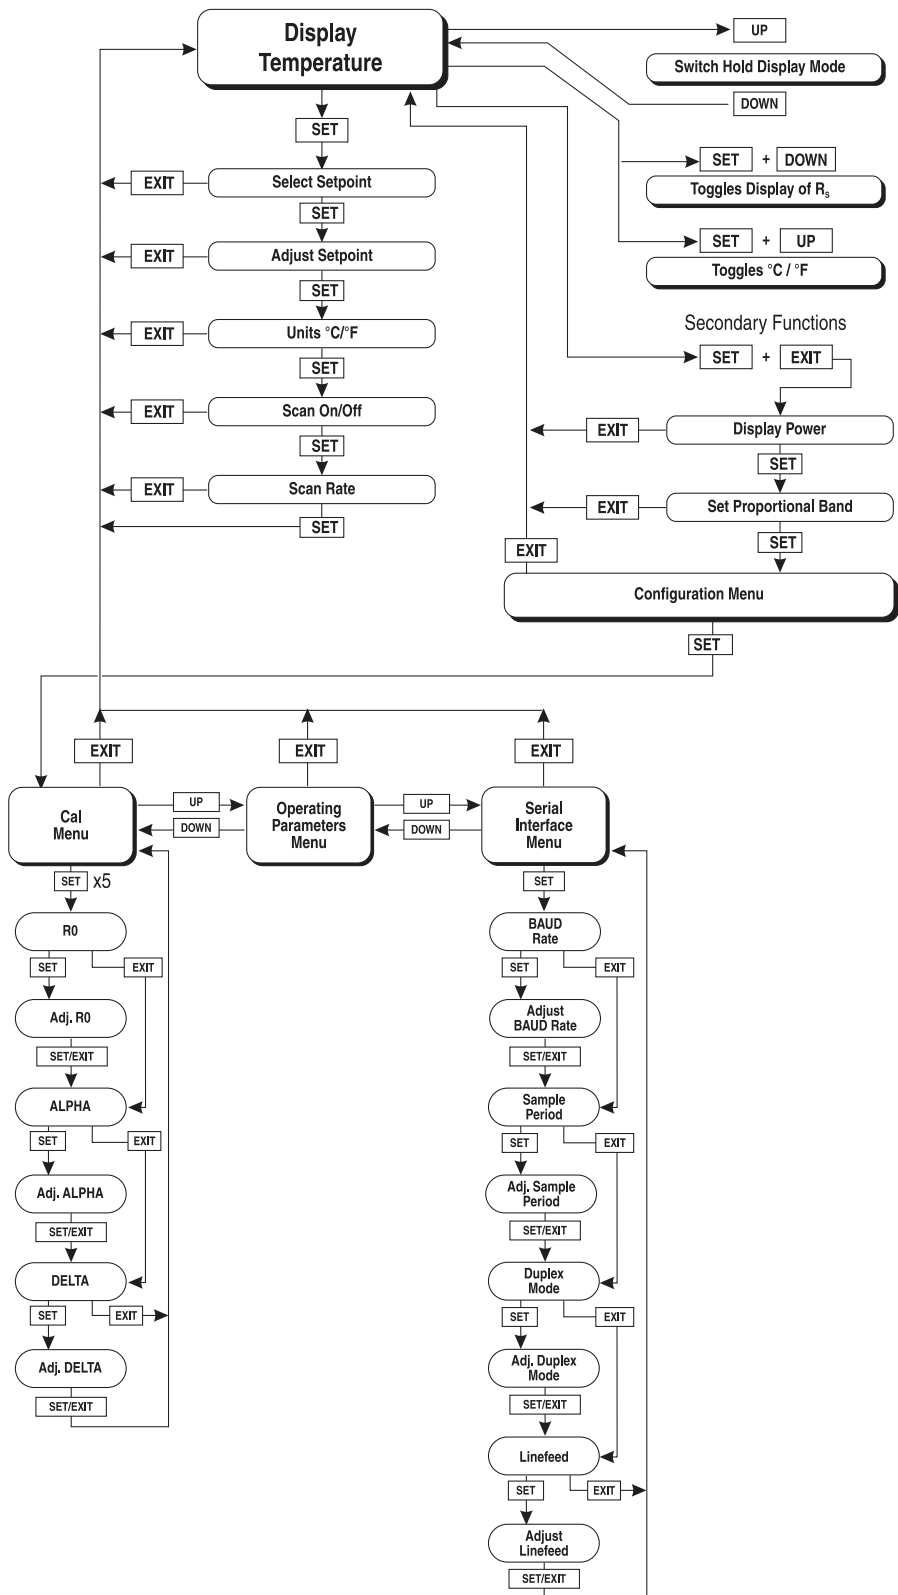 Display
Temperature
UP
Switch Hold Display Mode
DOWN
SET
SET + DOWN
Toggles Display of Rs
EXIT
Select Setpoint
SET
SET + UP
Toggles °C / °F
EXIT
Adjust Setpoint
SET
Secondary Functions
EXIT
Units °C/°F
SET + EXIT
SET
EXIT
Scan On/Off
EXIT
Display Power
SET
SET
EXIT
Scan Rate
EXIT
Set Proportional Band
SET
SET
EXIT
Configuration Menu
SET
EXIT
EXIT
EXIT
Cal
Menu
UP
DOWN
Operating
Parameters
Menu
UP
DOWN
Serial
Interface
Menu
SET x5
R0
SET
EXIT
Adj. R0
SET/EXIT
ALPHA
SET
EXIT
Adj. ALPHA
SET/EXIT
DELTA
SET
EXIT
Adj. DELTA
SET/EXIT
SET
BAUD
Rate
SET
EXIT
Adjust
BAUD Rate
SET/EXIT
Sample
Period
SET
EXIT
Adj. Sample
Period
SET/EXIT
Duplex
Mode
SET
EXIT
Adj. Duplex
Mode
SET/EXIT
Linefeed
SET
EXIT
Adjust
Linefeed
SET/EXIT